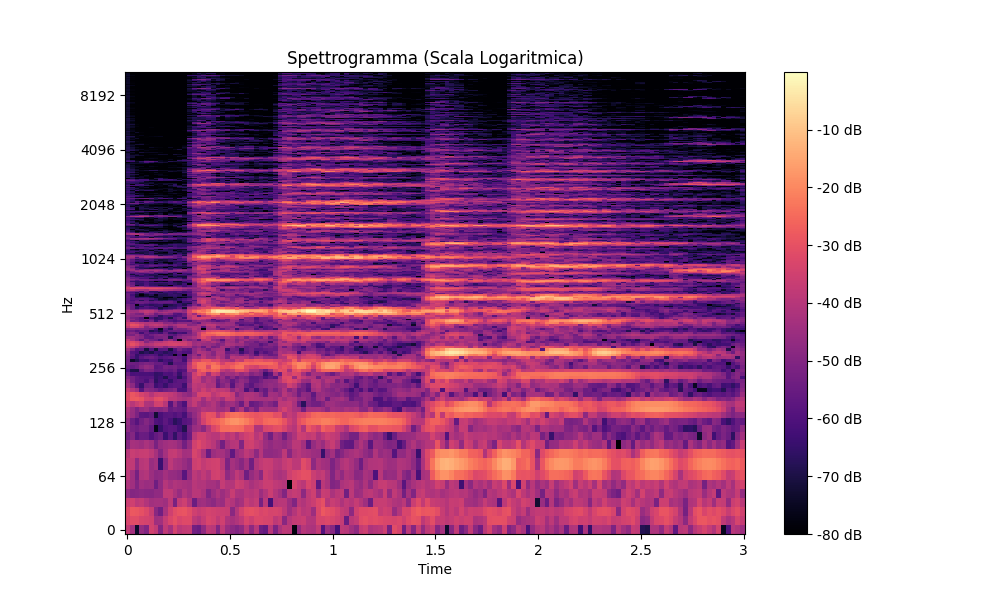 Spettrogramma (Scala Logaritmica)
8192
4096
2048
1024
512
256
128
64
0
Hz
0
0.5
1
1.5
2
2.5
3
Time
-10 dB
-20 dB
-30 dB
-40 dB
-50 dB
-60 dB
-70 dB
-80 dB